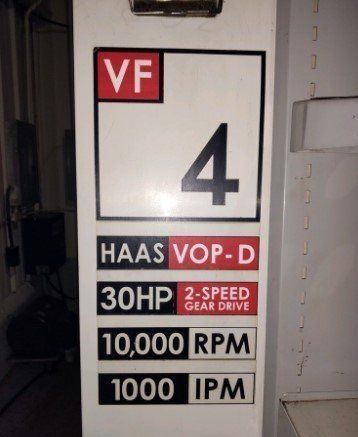 VF
4
HAAS VOP-D
30HP 2-SPEED
GEAR DRIVE
10,000 RPM
1000 IPM